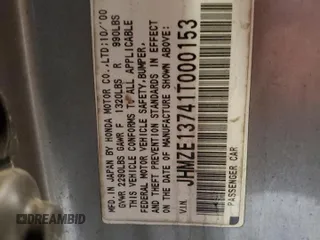 MFD. IN JAPAN BY HONDA MOTOR CO.,LTD.:10/'00
GVWR 2290LBS GAWR F 1320LBS R 990LBS
THIS VEHICLE CONFORMS TO ALL APPLICABLE
FEDERAL MOTOR VEHICLE SAFETY,BUMPER,
AND THEFT PREVENTION STANDARDS IN EFFECT
ON THE DATE OF MANUFACTURE SHOWN ABOVE.
V.I.N. JHMZE13741T000153
PASSENGER CAR
DREAMBID